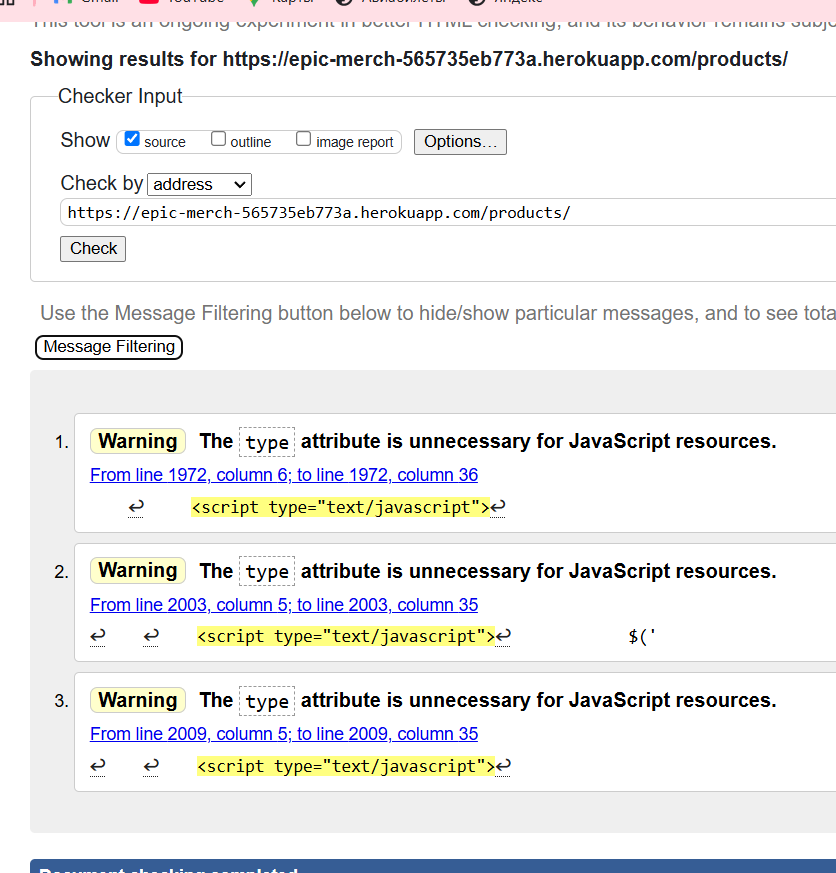 Gmail YouTube Карты Авиабилеты Яндекс
This tool is an ongoing experiment in better HTML checking, and its behavior remains subje
Showing results for https://epic-merch-565735eb773a.herokuapp.com/products/
Checker Input
Show source outline image report Options...
Check by address
https://epic-merch-565735eb773a.herokuapp.com/products/
Check
Use the Message Filtering button below to hide/show particular messages, and to see tota
Message Filtering
1. Warning The type attribute is unnecessary for JavaScript resources.
From line 1972, column 6; to line 1972, column 36
↩ <script type="text/javascript">↩
2. Warning The type attribute is unnecessary for JavaScript resources.
From line 2003, column 5; to line 2003, column 35
↩ ↩ <script type="text/javascript">↩ $('
3. Warning The type attribute is unnecessary for JavaScript resources.
From line 2009, column 5; to line 2009, column 35
↩ ↩ <script type="text/javascript">↩
Document checking completed